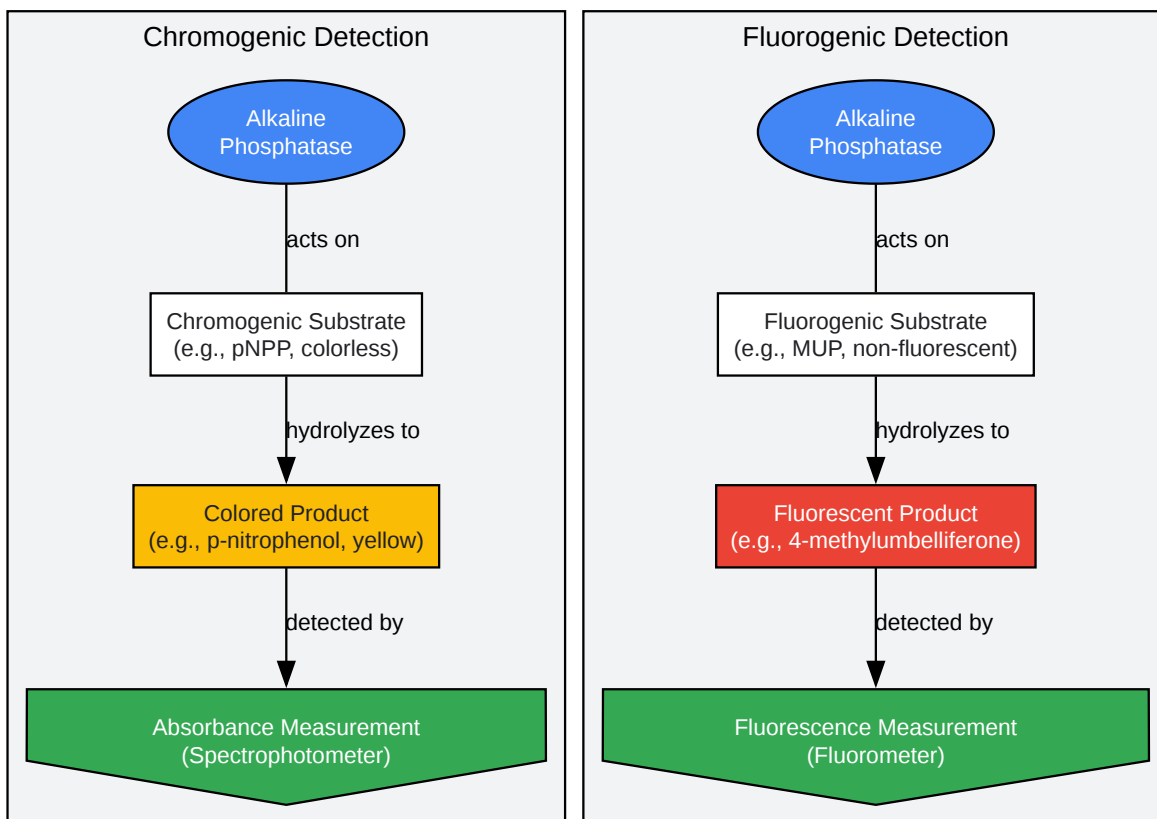 Chromogenic Detection
Alkaline
Phosphatase
acts on
Chromogenic Substrate
(e.g., pNPP, colorless)
hydrolyzes to
Colored Product
(e.g., p-nitrophenol, yellow)
detected by
Absorbance Measurement
(Spectrophotometer)
Fluorogenic Detection
Alkaline
Phosphatase
acts on
Fluorogenic Substrate
(e.g., MUP, non-fluorescent)
hydrolyzes to
Fluorescent Product
(e.g., 4-methylumbelliferone)
detected by
Fluorescence Measurement
(Fluorometer)